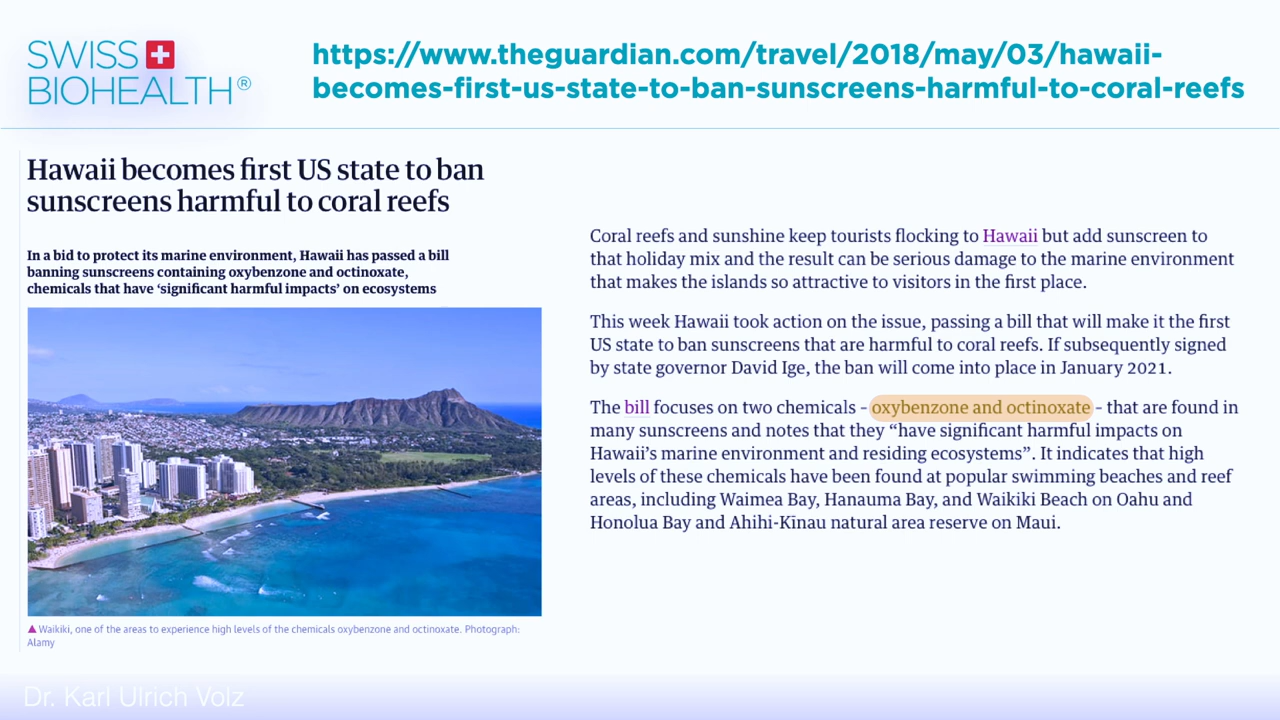 SWISS
BIOHEALTH®
https://www.theguardian.com/travel/2018/may/03/hawaii-
becomes-first-us-state-to-ban-sunscreens-harmful-to-coral-reefs
Hawaii becomes first US state to ban
sunscreens harmful to coral reefs
In a bid to protect its marine environment, Hawaii has passed a bill
banning sunscreens containing oxybenzone and octinoxate,
chemicals that have ‘significant harmful impacts’ on ecosystems
▲ Waikiki, one of the areas to experience high levels of the chemicals oxybenzone and octinoxate. Photograph:
Alamy
Coral reefs and sunshine keep tourists flocking to Hawaii but add sunscreen to
that holiday mix and the result can be serious damage to the marine environment
that makes the islands so attractive to visitors in the first place.
This week Hawaii took action on the issue, passing a bill that will make it the first
US state to ban sunscreens that are harmful to coral reefs. If subsequently signed
by state governor David Ige, the ban will come into place in January 2021.
The bill focuses on two chemicals – oxybenzone and octinoxate – that are found in
many sunscreens and notes that they “have significant harmful impacts on
Hawaii’s marine environment and residing ecosystems”. It indicates that high
levels of these chemicals have been found at popular swimming beaches and reef
areas, including Waimea Bay, Hanauma Bay, and Waikiki Beach on Oahu and
Honolua Bay and Ahihi-Kīnau natural area reserve on Maui.
Dr. Karl Ulrich Volz